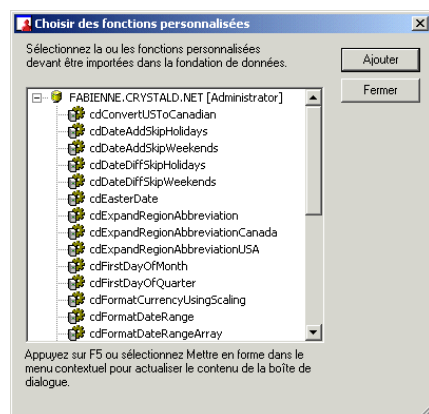 Choisir des fonctions personnalisées
Sélectionnez la ou les fonctions personnalisées
devant être importées dans la fondation de données.
Ajouter
Fermer
FABIENNE.CRYSTALD.NET [Administrator]
cdConvertUSToCanadian
cdDateAddSkipHolidays
cdDateAddSkipWeekends
cdDateDiffSkipHolidays
cdDateDiffSkipWeekends
cdEasterDate
cdExpandRegionAbbreviation
cdExpandRegionAbbreviationCanada
cdExpandRegionAbbreviationUSA
cdFirstDayOfMonth
cdFirstDayOfQuarter
cdFormatCurrencyUsingScaling
cdFormatDateRange
cdFormatDateRangeArray
Appuyez sur F5 ou sélectionnez Mettre en forme dans le
menu contextuel pour actualiser le contenu de la boîte de
dialogue.